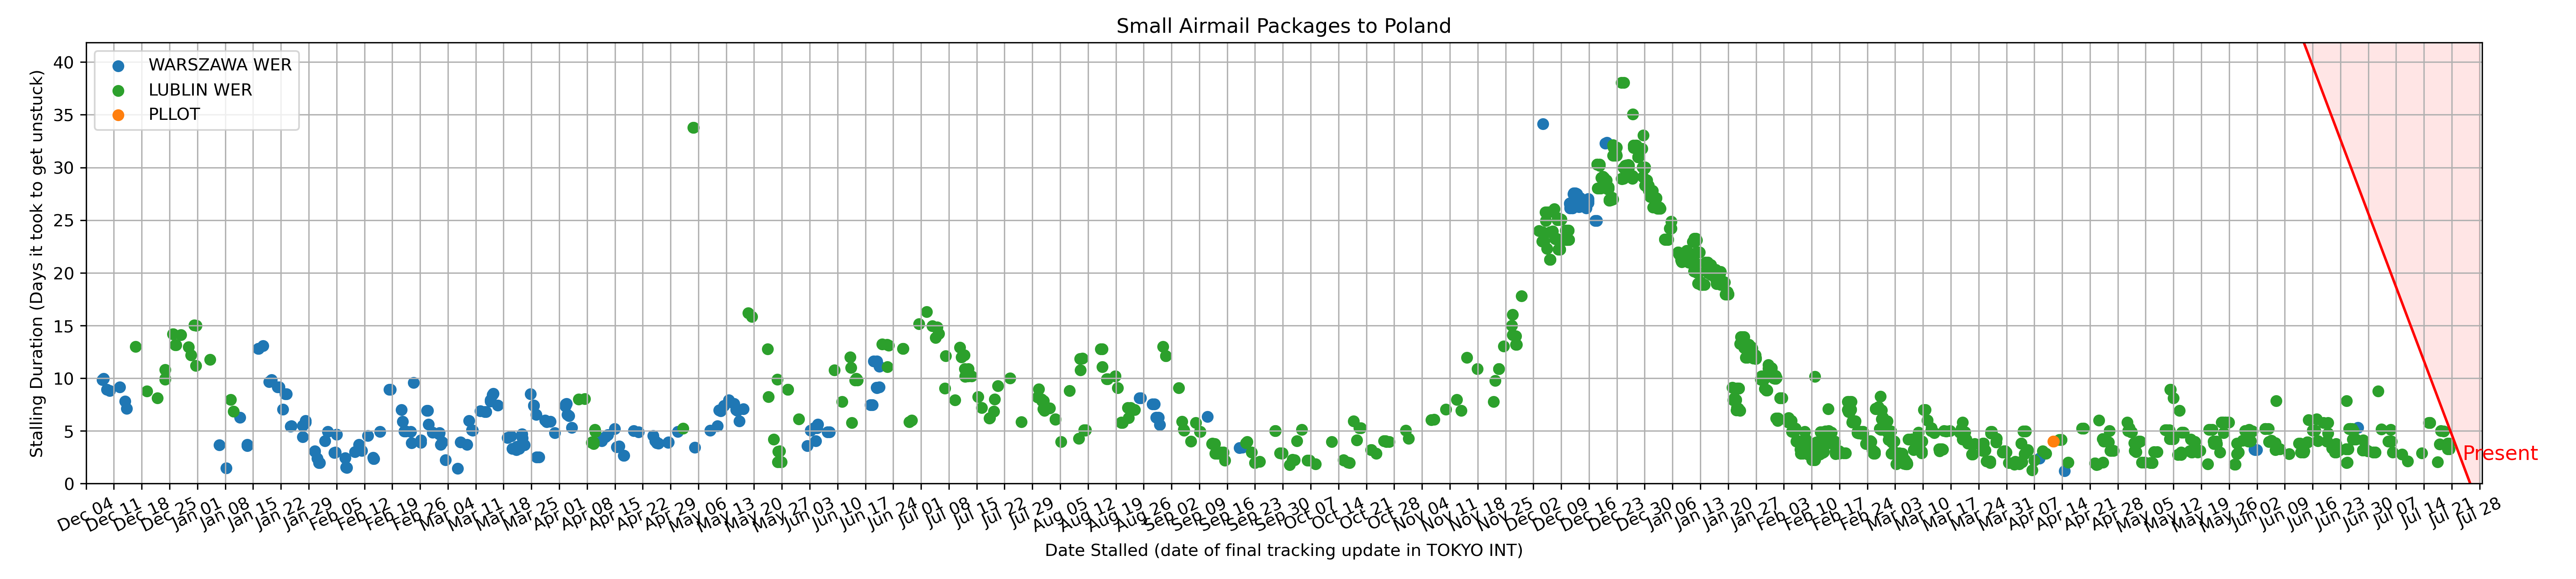 Small Airmail Packages to Poland
WARSZAWA WER
LUBLIN WER
PLLOT
Stalling Duration (Days it took to get unstuck)
40
35
30
25
20
15
10
5
0
Present
Dec 04
Dec 11
Dec 18
Dec 25
Jan 01
Jan 08
Jan 15
Jan 22
Jan 29
Feb 05
Feb 12
Feb 19
Feb 26
Mar 04
Mar 11
Mar 18
Mar 25
Apr 01
Apr 08
Apr 15
Apr 22
Apr 29
May 06
May 13
May 20
May 27
Jun 03
Jun 10
Jun 17
Jun 24
Jul 01
Jul 08
Jul 15
Jul 22
Jul 29
Aug 05
Aug 12
Aug 19
Aug 26
Sep 02
Sep 09
Sep 16
Sep 23
Sep 30
Oct 07
Oct 14
Oct 21
Oct 28
Nov 04
Nov 11
Nov 18
Nov 25
Dec 02
Dec 09
Dec 16
Dec 23
Dec 30
Jan 06
Jan 13
Jan 20
Jan 27
Feb 03
Feb 10
Feb 17
Feb 24
Mar 03
Mar 10
Mar 17
Mar 24
Mar 31
Apr 07
Apr 14
Apr 21
Apr 28
May 05
May 12
May 19
May 26
Jun 02
Jun 09
Jun 16
Jun 23
Jun 30
Jul 07
Jul 14
Jul 21
Jul 28
Date Stalled (date of final tracking update in TOKYO INT)